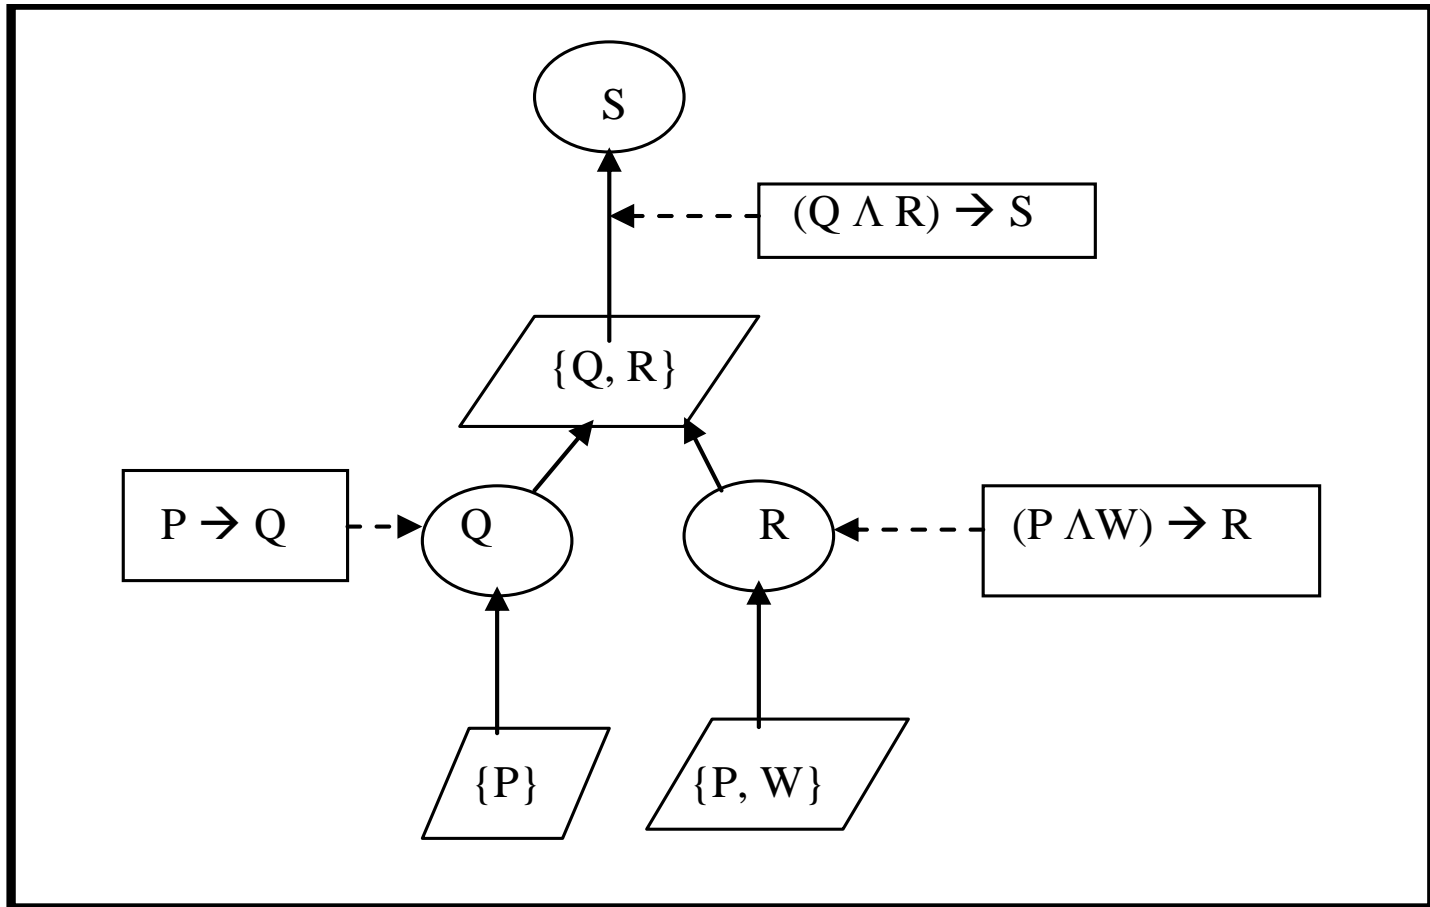 S
(Q Λ R) → S
{Q, R}
P → Q
Q
R
(P ΛW) → R
{P}
{P, W}